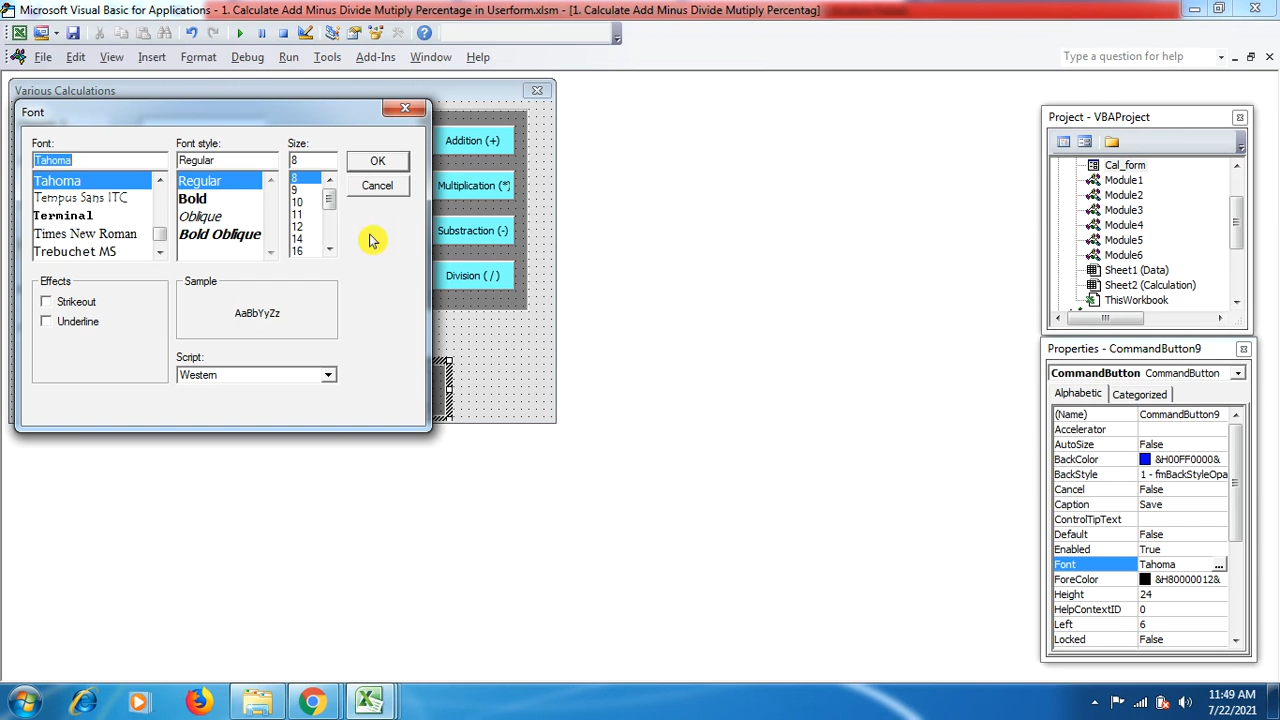 Microsoft Visual Basic for Applications - 1. Calculate Add Minus Divide Mutiply Percentage in Userform.xlsm - [1. Calculate Add Minus Divide Mutiply Percentag]
File Edit View Insert Format Debug Run Tools Add-Ins Window Help
Type a question for help
Various Calculations
Font
Font:
Font style:
Size:
Tahoma
Regular
8
OK
Cancel
Tahoma
Tempus Sans ITC
Terminal
Times New Roman
Trebuchet MS
Regular
Bold
Oblique
Bold Oblique
8
9
10
11
12
14
16
Effects
Strikeout
Underline
Sample
AaBbYyZz
Script:
Western
Addition (+)
Multiplication (*)
Substraction (-)
Division ( / )
Project - VBAProject
Cal_form
Module1
Module2
Module3
Module4
Module5
Module6
Sheet1 (Data)
Sheet2 (Calculation)
ThisWorkbook
Properties - CommandButton9
CommandButton CommandButton
Alphabetic Categorized
(Name) CommandButton9
Accelerator
AutoSize False
BackColor &H00FF0000&
BackStyle 1 - fmBackStyleOpa
Cancel False
Caption Save
ControlTipText
Default False
Enabled True
Font Tahoma ...
ForeColor &H80000012&
Height 24
HelpContextID 0
Left 6
Locked False
11:49 AM
7/22/2021